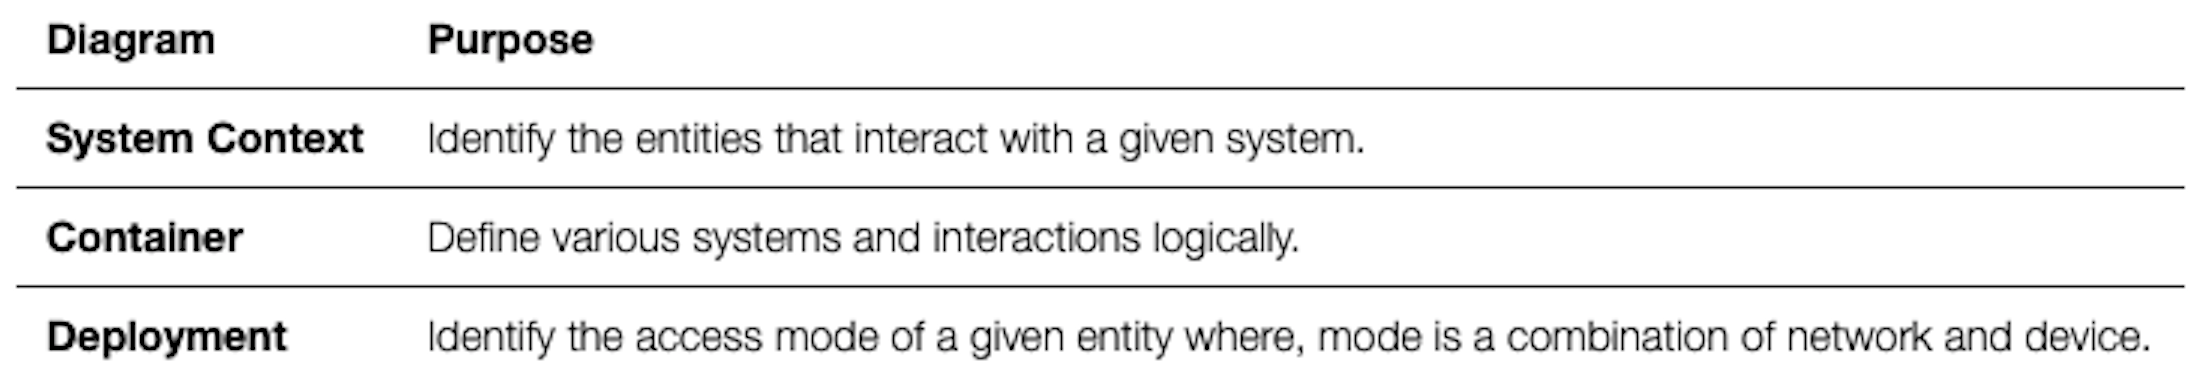 Diagram Purpose
System Context Identify the entities that interact with a given system.
Container Define various systems and interactions logically.
Deployment Identify the access mode of a given entity where, mode is a combination of network and device.